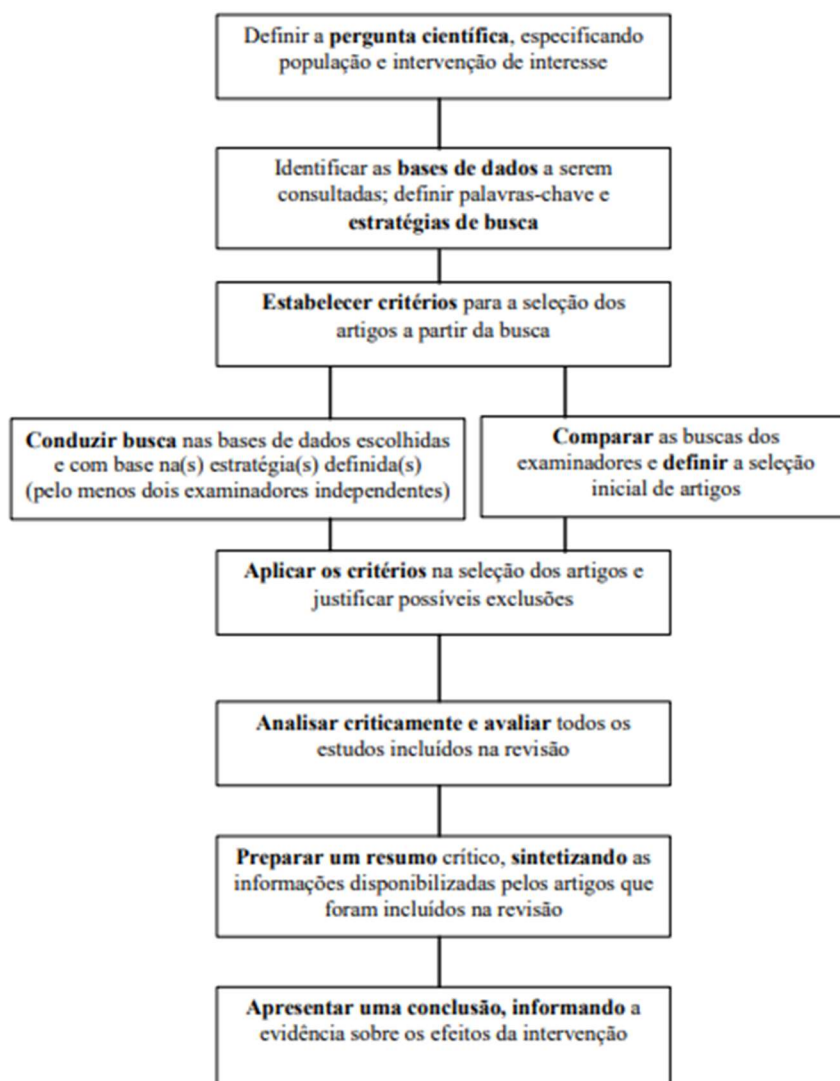 Definir a pergunta científica, especificando
população e intervenção de interesse
Identificar as bases de dados a serem
consultadas; definir palavras-chave e
estratégias de busca
Estabelecer critérios para a seleção dos
artigos a partir da busca
Conduzir busca nas bases de dados escolhidas
e com base na(s) estratégia(s) definida(s)
(pelo menos dois examinadores independentes)
Comparar as buscas dos
examinadores e definir a seleção
inicial de artigos
Aplicar os critérios na seleção dos artigos e
justificar possíveis exclusões
Analisar criticamente e avaliar todos os
estudos incluídos na revisão
Preparar um resumo crítico, sintetizando as
informações disponibilizadas pelos artigos que
foram incluídos na revisão
Apresentar uma conclusão, informando a
evidência sobre os efeitos da intervenção